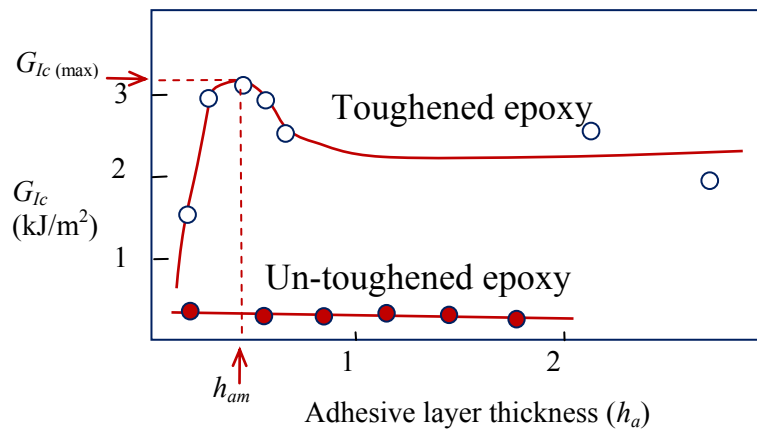 G_Ic (max)
3
Toughened epoxy
2
G_Ic
(kJ/m²)
1
Un-toughened epoxy
1
2
h_am
Adhesive layer thickness (h_a)